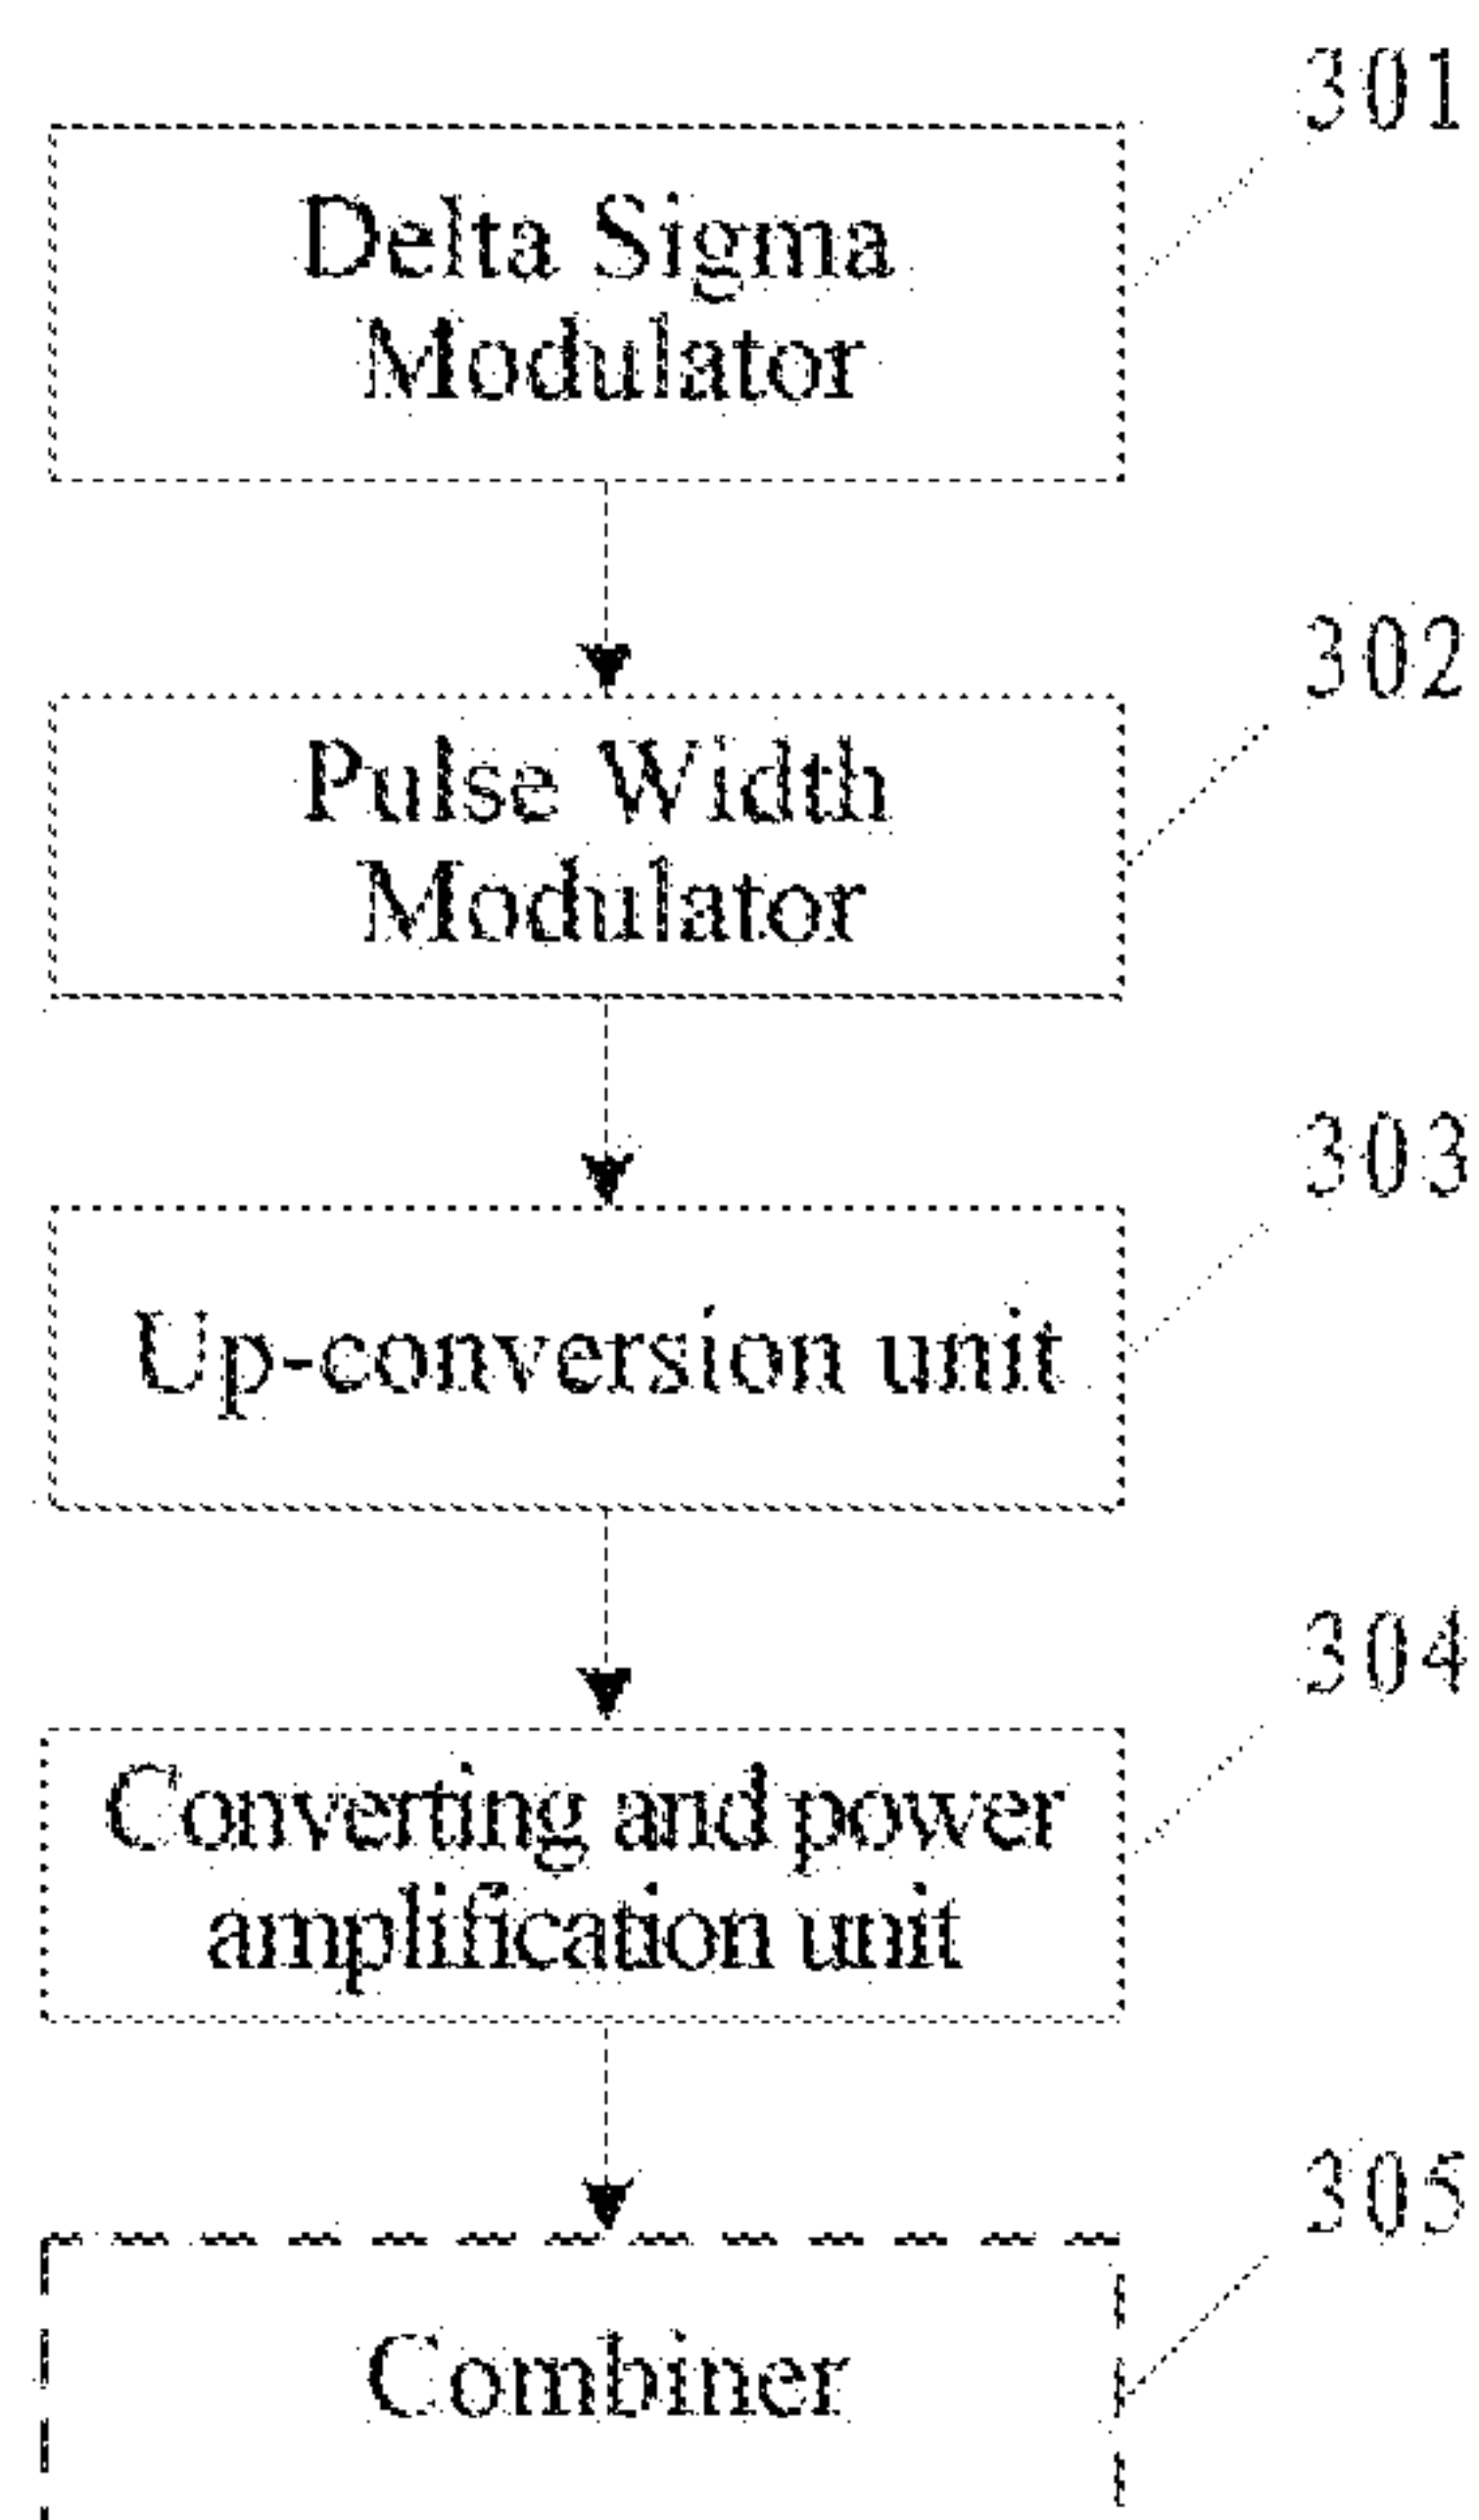 301
Delta Sigma
Modulator
302
Pulse Width
Modulator
303
Up-conversion unit
304
Converting and power
amplification unit
305
Combiner